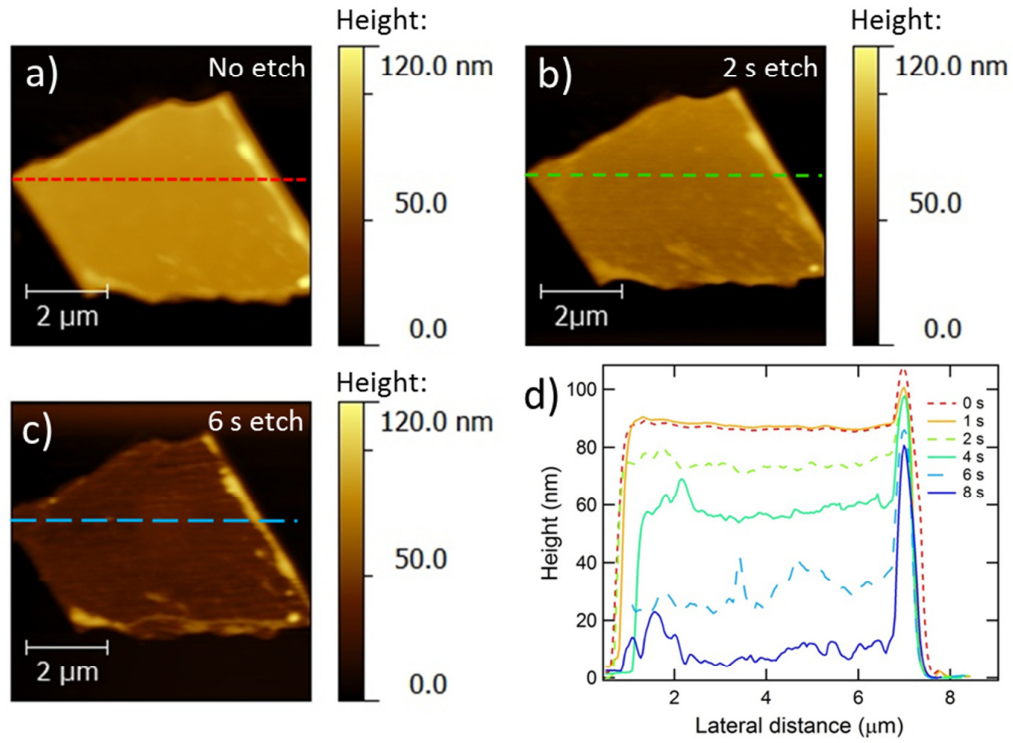 Height:
a)
No etch
120.0 nm
50.0
0.0
2 μm
Height:
b)
2 s etch
120.0 nm
50.0
0.0
2μm
Height:
c)
6 s etch
120.0 nm
50.0
0.0
2 μm
d)
Height (nm)
100
80
60
40
20
0
0 s
1 s
2 s
4 s
6 s
8 s
2
4
6
8
Lateral distance (μm)